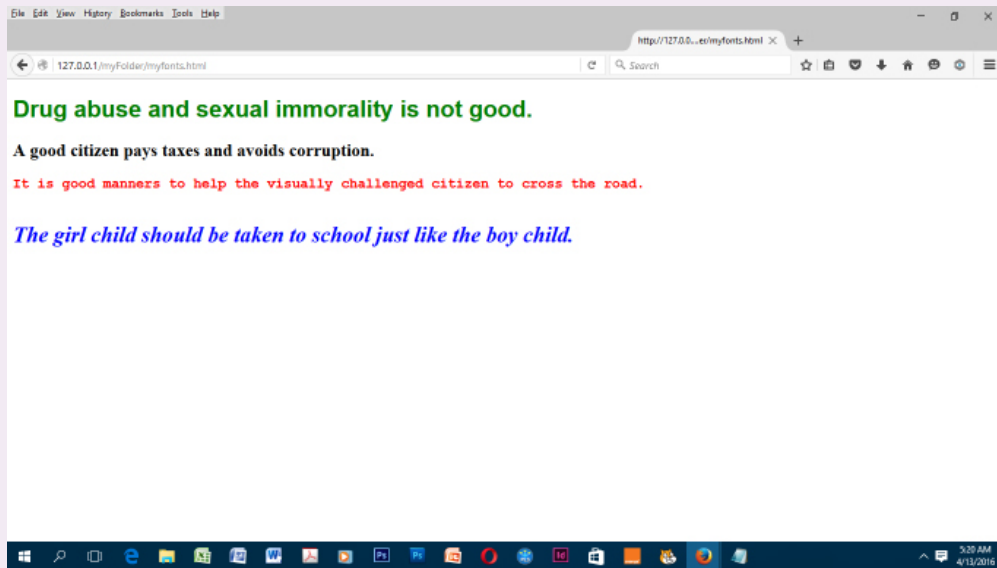 File Edit View History Bookmarks Tools Help
http://127.0.0....er/myfonts.html
127.0.0.1/myFolder/myfonts.html
Search
Drug abuse and sexual immorality is not good.
A good citizen pays taxes and avoids corruption.
It is good manners to help the visually challenged citizen to cross the road.
The girl child should be taken to school just like the boy child.
Ps Ps Id
5:20 AM
4/13/2016